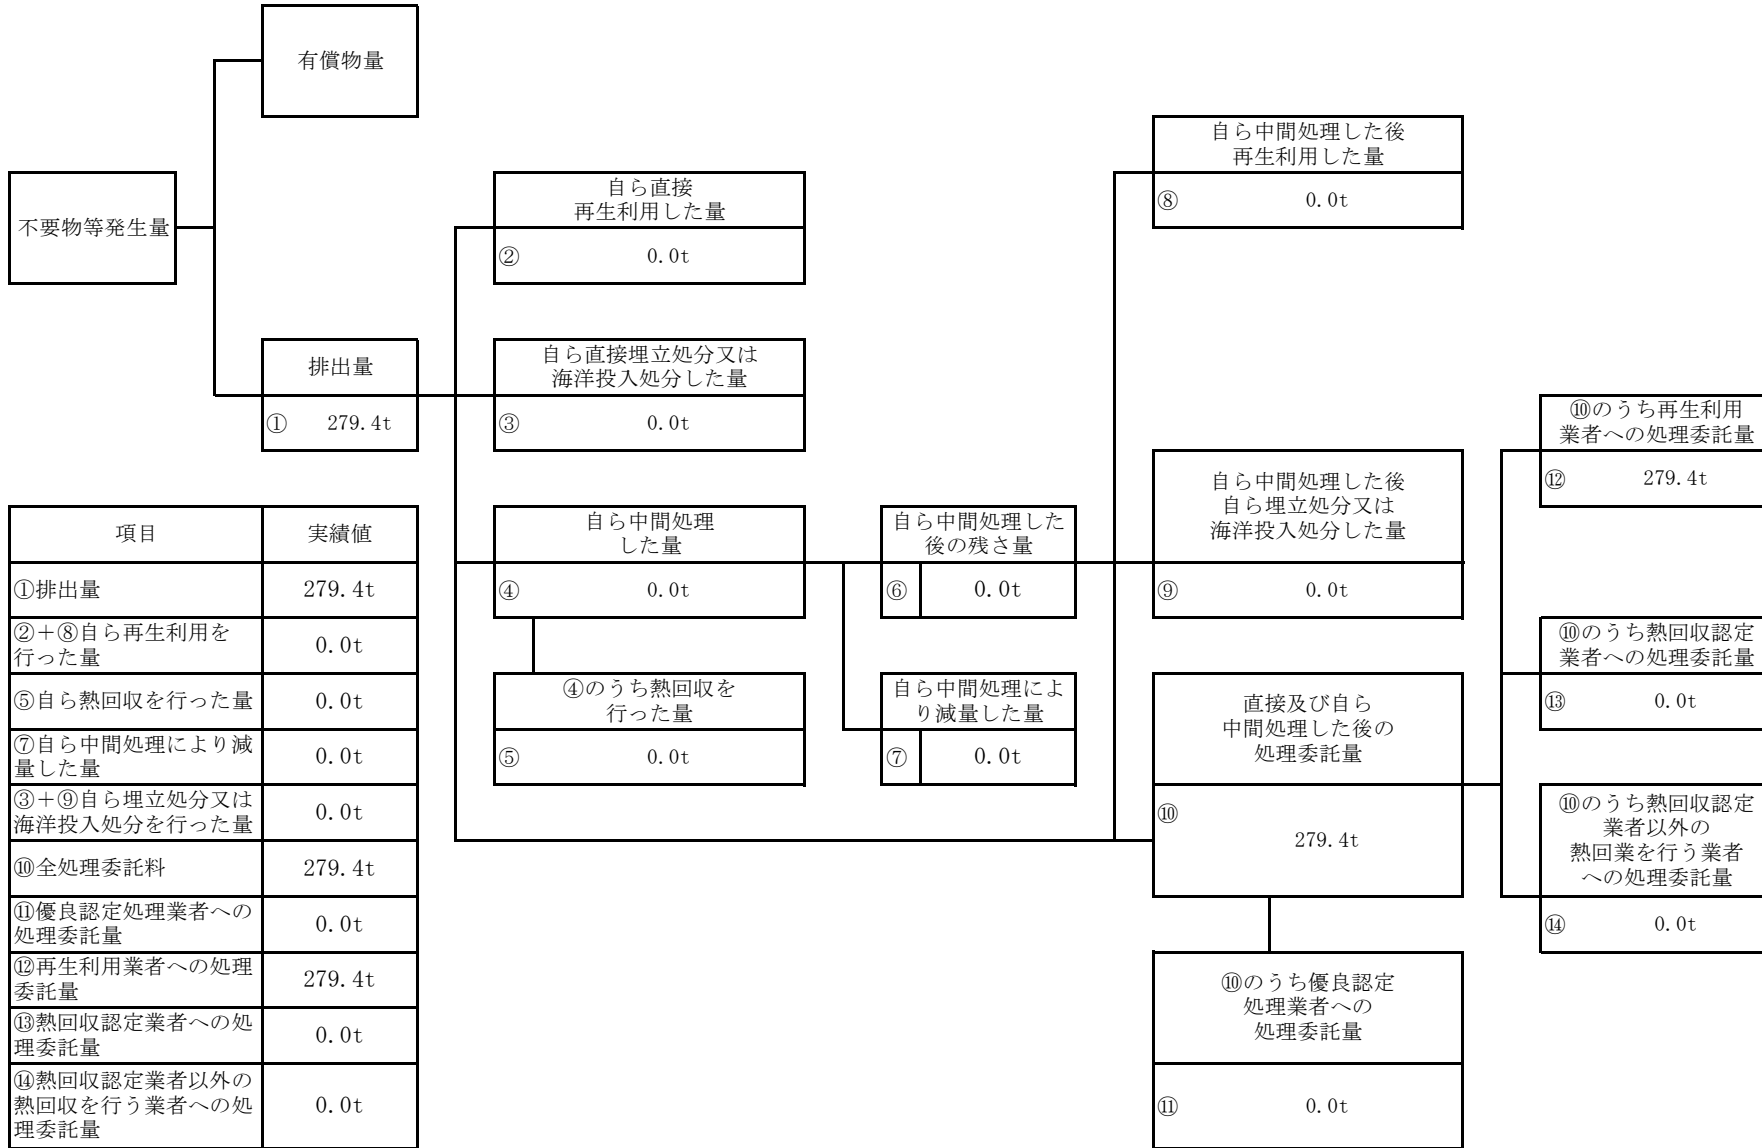 有償物量
不要物等発生量
排出量
① 279.4t
自ら直接
再生利用した量
② 0.0t
自ら直接埋立処分又は
海洋投入処分した量
③ 0.0t
自ら中間処理
した量
④ 0.0t
④のうち熱回収を
行った量
⑤ 0.0t
自ら中間処理した
後の残さ量
⑥ 0.0t
自ら中間処理によ
り減量した量
⑦ 0.0t
自ら中間処理した後
再生利用した量
⑧ 0.0t
自ら中間処理した後
自ら埋立処分又は
海洋投入処分した量
⑨ 0.0t
直接及び自ら
中間処理した後の
処理委託量
⑩
279.4t
⑩のうち優良認定
処理業者への
処理委託量
⑪ 0.0t
⑩のうち再生利用
業者への処理委託量
⑫ 279.4t
⑩のうち熱回収認定
業者への処理委託量
⑬ 0.0t
⑩のうち熱回収認定
業者以外の
熱回業を行う業者
への処理委託量
⑭ 0.0t
項目 実績値
①排出量 279.4t
②+⑧自ら再生利用を
行った量 0.0t
⑤自ら熱回収を行った量 0.0t
⑦自ら中間処理により減
量した量 0.0t
③+⑨自ら埋立処分又は
海洋投入処分を行った量 0.0t
⑩全処理委託料 279.4t
⑪優良認定処理業者への
処理委託量 0.0t
⑫再生利用業者への処理
委託量 279.4t
⑬熱回収認定業者への処
理委託量 0.0t
⑭熱回収認定業者以外の
熱回収を行う業者への処
理委託量 0.0t